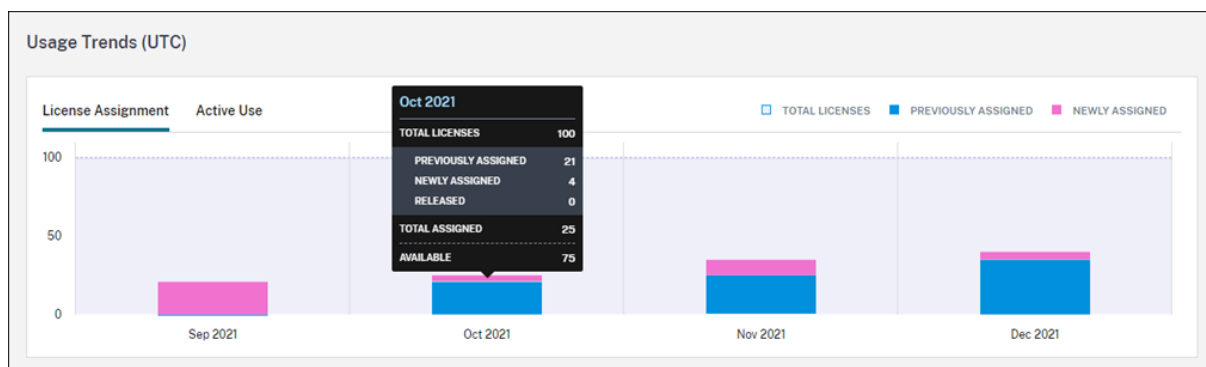 Usage Trends (UTC)
License Assignment Active Use
TOTAL LICENSES PREVIOUSLY ASSIGNED NEWLY ASSIGNED
Oct 2021
TOTAL LICENSES 100
PREVIOUSLY ASSIGNED 21
NEWLY ASSIGNED 4
RELEASED 0
TOTAL ASSIGNED 25
AVAILABLE 75
100
50
0
Sep 2021 Oct 2021 Nov 2021 Dec 2021